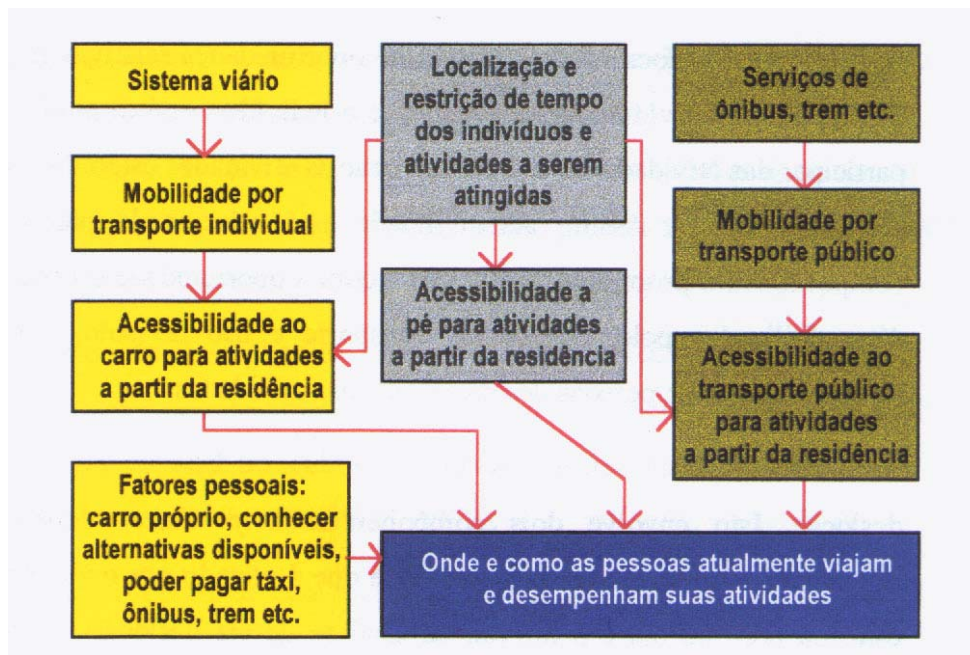 Sistema viário
Mobilidade por
transporte individual
Acessibilidade ao
carro para atividades
a partir da residência
Fatores pessoais:
carro próprio, conhecer
alternativas disponíveis,
poder pagar táxi,
ônibus, trem etc.
Localização e
restrição de tempo
dos indivíduos e
atividades a serem
atingidas
Acessibilidade a
pé para atividades
a partir da residência
Serviços de
ônibus, trem etc.
Mobilidade por
transporte público
Acessibilidade ao
transporte público
para atividades
a partir da residência
Onde e como as pessoas atualmente viajam
e desempenham suas atividades